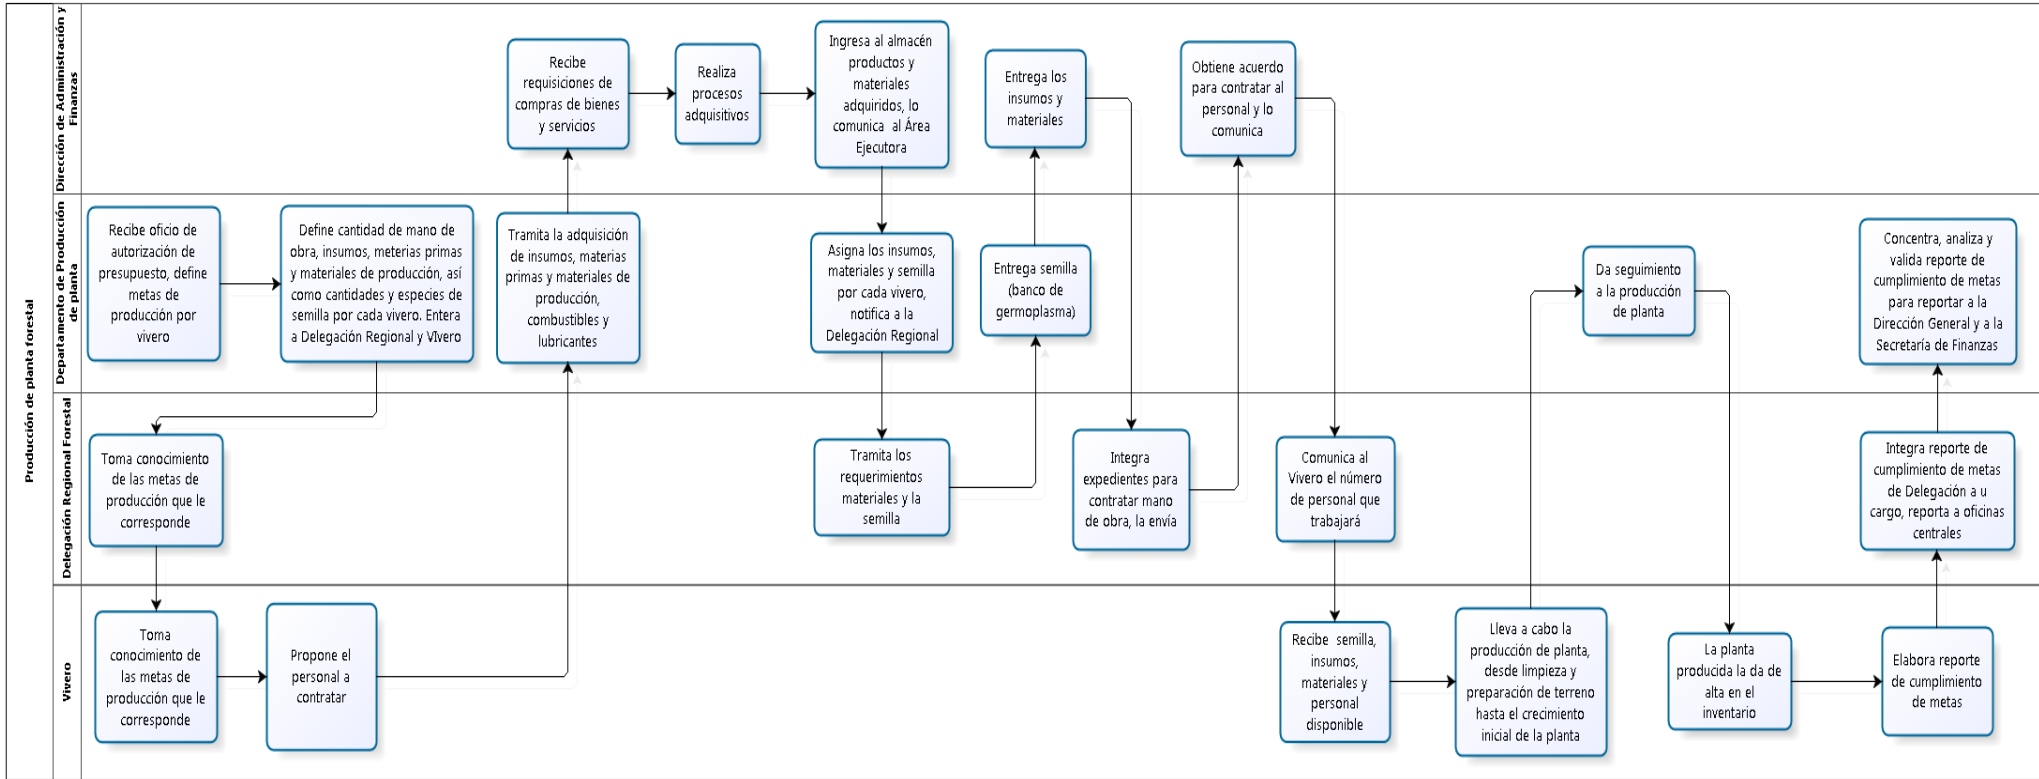 Producción de planta forestal
Dirección de Administración y
Finanzas
Recibe
requisiciones de
compras de bienes
y servicios
Realiza
procesos
adquisitivos
Ingresa al almacén
productos y
materiales
adquiridos, lo
comunica al Área
Ejecutora
Entrega los
insumos y
materiales
Obtiene acuerdo
para contratar al
personal y lo
comunica
Departamento de Producción
de planta
Recibe oficio de
autorización de
presupuesto, define
metas de
producción por
vivero
Define cantidad de mano de
obra, insumos, meterias primas
y materiales de producción, así
como cantidades y especies de
semilla por cada vivero. Entera
a Delegación Regional y VIvero
Tramita la adquisición
de insumos, materias
primas y materiales de
producción,
combustibles y
lubricantes
Asigna los insumos,
materiales y semilla
por cada vivero,
notifica a la
Delegación Regional
Entrega semilla
(banco de
germoplasma)
Da seguimiento
a la producción
de planta
Concentra, analiza y
valida reporte de
cumplimiento de metas
para reportar a la
Dirección General y a la
Secretaría de Finanzas
Delegación Regional Forestal
Toma conocimiento
de las metas de
producción que le
corresponde
Tramita los
requerimientos
materiales y la
semilla
Integra
expedientes para
contratar mano
de obra, la envía
Comunica al
Vivero el número
de personal que
trabajará
Integra reporte de
cumplimiento de metas
de Delegación a u
cargo, reporta a oficinas
centrales
Vivero
Toma
conocimiento de
las metas de
producción que le
corresponde
Propone el
personal a
contratar
Recibe semilla,
insumos,
materiales y
personal
disponible
Lleva a cabo la
producción de planta,
desde limpieza y
preparación de terreno
hasta el crecimiento
inicial de la planta
La planta
producida la da de
alta en el
inventario
Elabora reporte
de cumplimiento
de metas